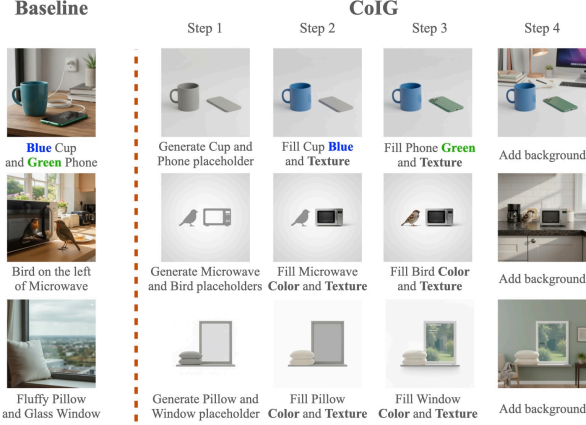 Baseline
CoIG
Step 1
Step 2
Step 3
Step 4
Blue Cup
and Green Phone
Generate Cup and
Phone placeholder
Fill Cup Blue
and Texture
Fill Phone Green
and Texture
Add background
Bird on the left
of Microwave
Generate Microwave
and Bird placeholders
Fill Microwave
Color and Texture
Fill Bird Color
and Texture
Add background
Fluffy Pillow
and Glass Window
Generate Pillow and
Window placeholder
Fill Pillow
Color and Texture
Fill Window
Color and Texture
Add background